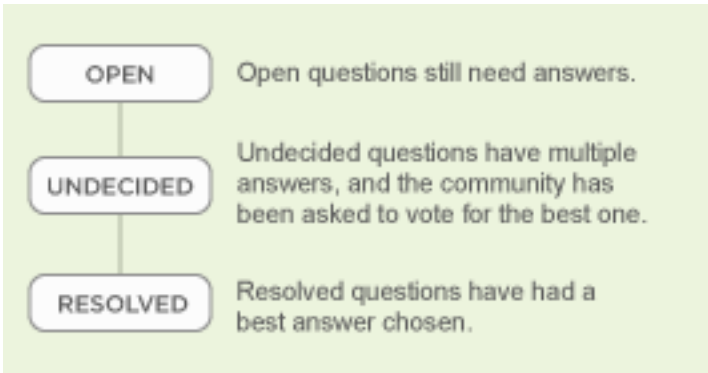 OPEN
Open questions still need answers.
UNDECIDED
Undecided questions have multiple
answers, and the community has
been asked to vote for the best one.
RESOLVED
Resolved questions have had a
best answer chosen.